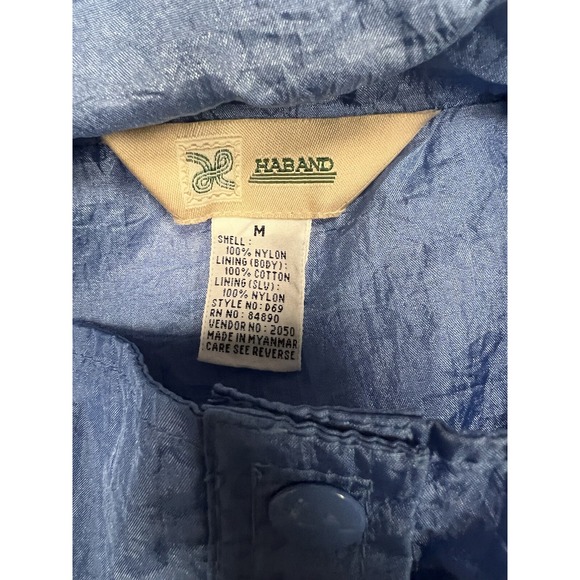 HABAND
M
SHELL:
100% NYLON
LINING(BODY):
100% COTTON
LINING(SLV):
100% NYLON
STYLE NO: D69
RN NO: 84890
VENDOR NO: 2050
MADE IN MYANMAR
CARE SEE REVERSE